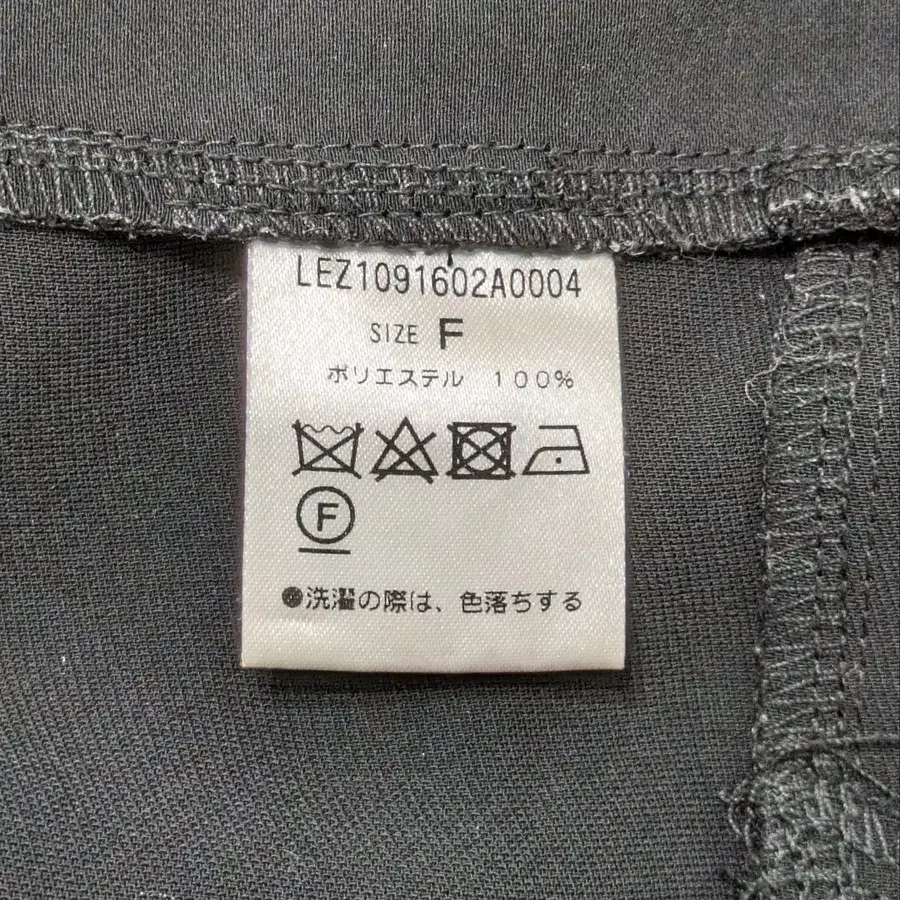 LEZ1091602A0004
SIZE F
ポリエステル 100%
F
●洗濯の際は、色落ちする